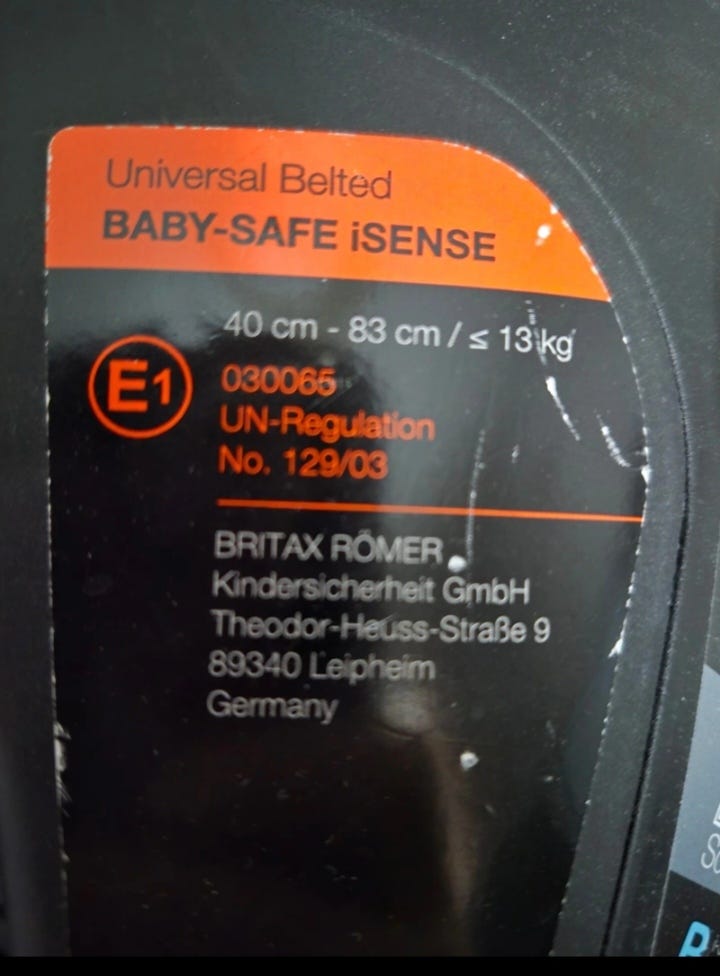 Universal Belted
BABY-SAFE iSENSE
40 cm - 83 cm / ≤ 13 kg
E1
030065
UN-Regulation
No. 129/03
BRITAX RÖMER
Kindersicherheit GmbH
Theodor-Heuss-Straße 9
89340 Leipheim
Germany